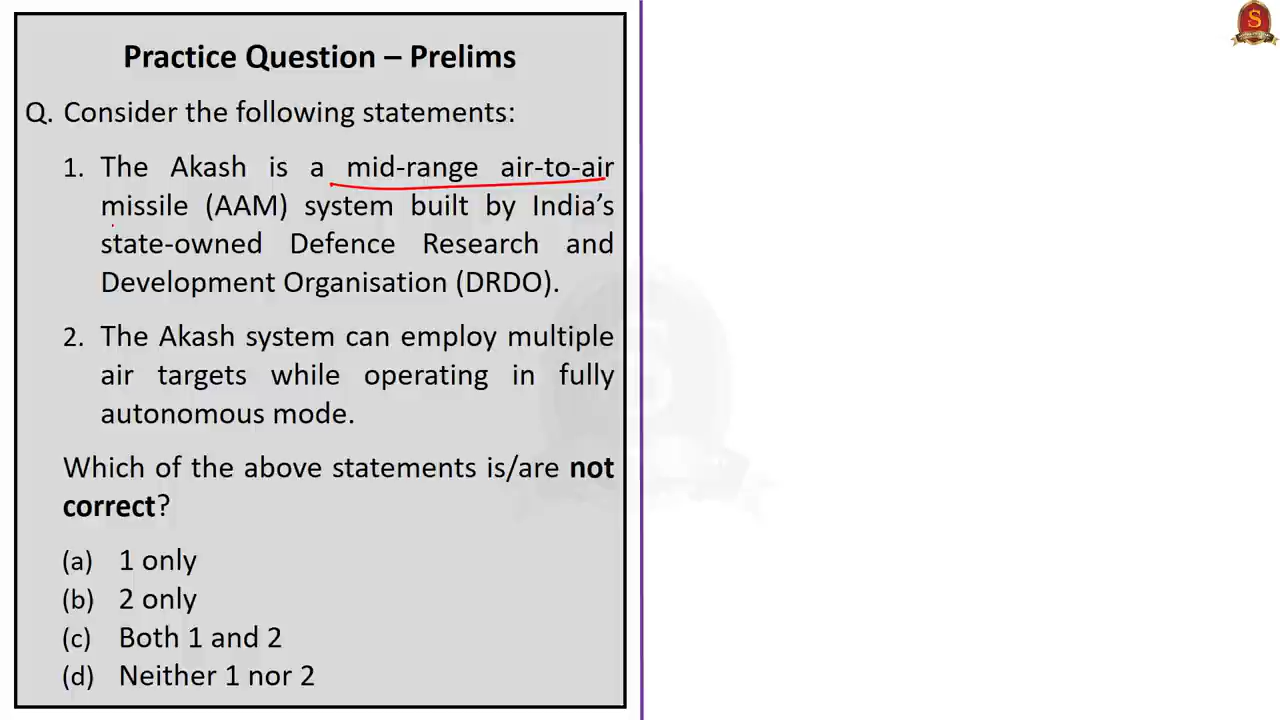 Practice Question – Prelims
Q. Consider the following statements:
1. The Akash is a mid-range air-to-air
missile (AAM) system built by India’s
state-owned Defence Research and
Development Organisation (DRDO).
2. The Akash system can employ multiple
air targets while operating in fully
autonomous mode.
Which of the above statements is/are not
correct?
(a) 1 only
(b) 2 only
(c) Both 1 and 2
(d) Neither 1 nor 2
S